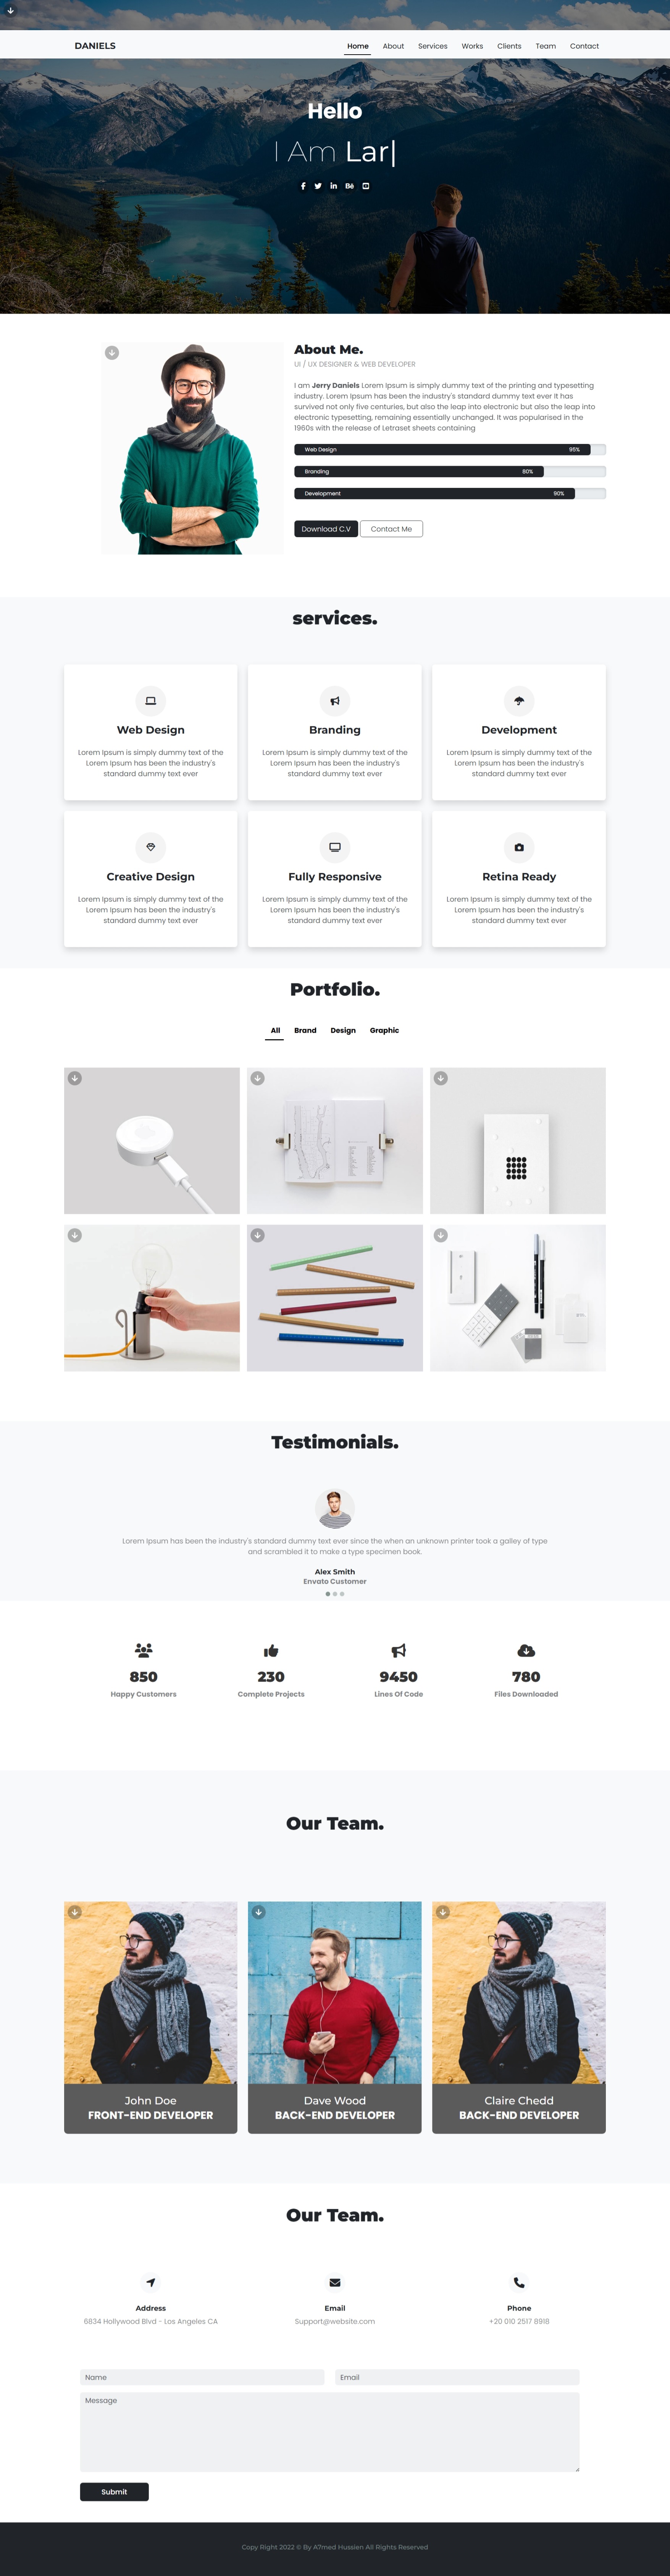 DANIELS
Home About Services Works Clients Team Contact
Hello
I Am Lar|
About Me.
UI / UX DESIGNER & WEB DEVELOPER
I am Jerry Daniels Lorem Ipsum is simply dummy text of the printing and typesetting
industry. Lorem Ipsum has been the industry's standard dummy text ever It has
survived not only five centuries, but also the leap into electronic but also the leap into
electronic typesetting, remaining essentially unchanged. It was popularised in the
1960s with the release of Letraset sheets containing
Web Design 95%
Branding 80%
Development 90%
Download C.V Contact Me
services.
Web Design
Lorem Ipsum is simply dummy text of the
Lorem Ipsum has been the industry's
standard dummy text ever
Branding
Lorem Ipsum is simply dummy text of the
Lorem Ipsum has been the industry's
standard dummy text ever
Development
Lorem Ipsum is simply dummy text of the
Lorem Ipsum has been the industry's
standard dummy text ever
Creative Design
Lorem Ipsum is simply dummy text of the
Lorem Ipsum has been the industry's
standard dummy text ever
Fully Responsive
Lorem Ipsum is simply dummy text of the
Lorem Ipsum has been the industry's
standard dummy text ever
Retina Ready
Lorem Ipsum is simply dummy text of the
Lorem Ipsum has been the industry's
standard dummy text ever
Portfolio.
All Brand Design Graphic
Testimonials.
Lorem Ipsum has been the industry's standard dummy text ever since the when an unknown printer took a galley of type
and scrambled it to make a type specimen book.
Alex Smith
Envato Customer
850
Happy Customers
230
Complete Projects
9450
Lines Of Code
780
Files Downloaded
Our Team.
John Doe
FRONT-END DEVELOPER
Dave Wood
BACK-END DEVELOPER
Claire Chedd
BACK-END DEVELOPER
Our Team.
Address
6834 Hollywood Blvd - Los Angeles CA
Email
Support@website.com
Phone
+20 010 2517 8918
Name
Email
Message
Submit
Copy Right 2022 © By A7med Hussien All Rights Reserved